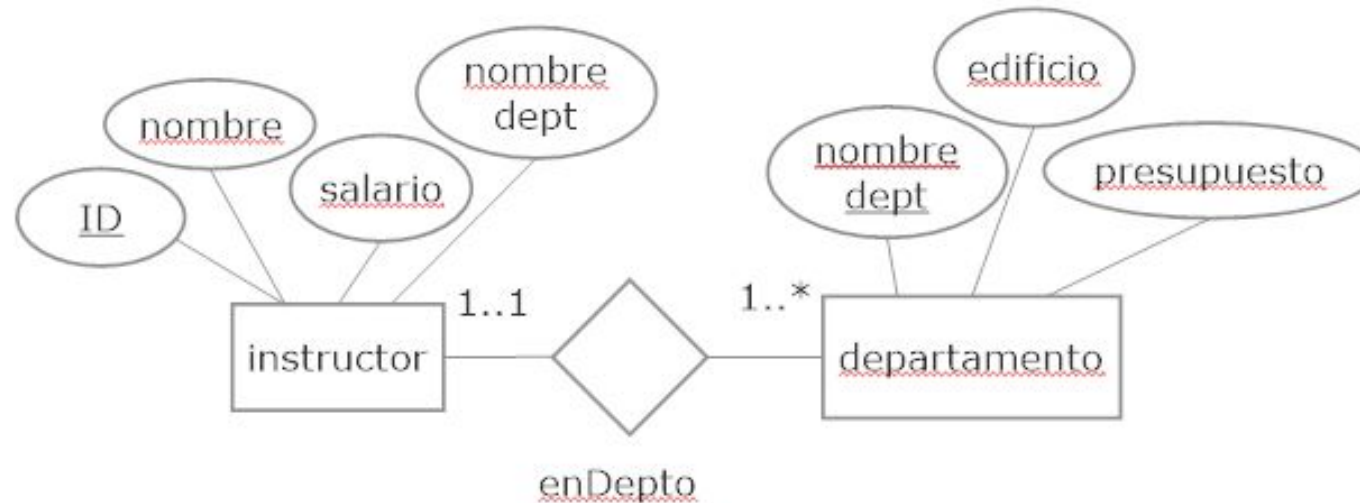 ID
nombre
salario
nombre
dept
nombre
dept
edificio
presupuesto
instructor
1..1
1..*
departamento
enDepto